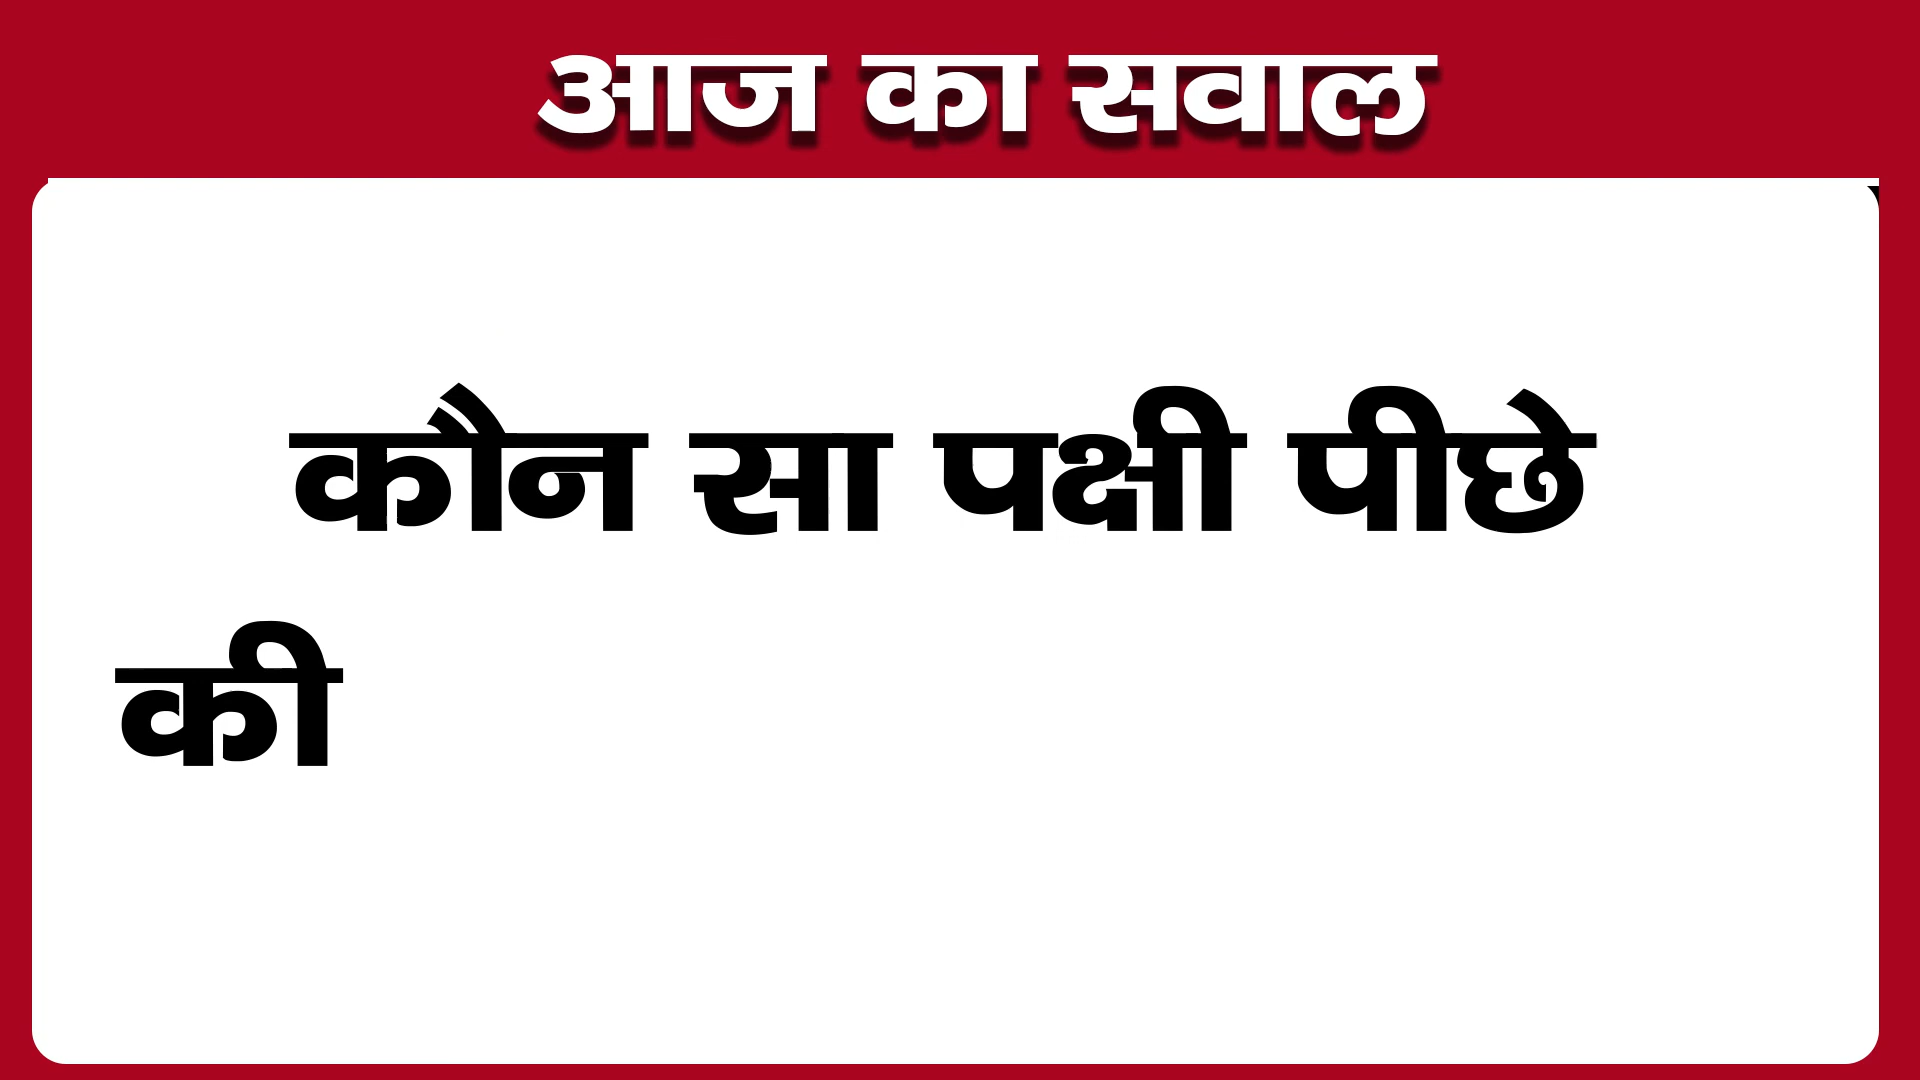 आज का सवाल
कौन सा पक्षी पीछे
की